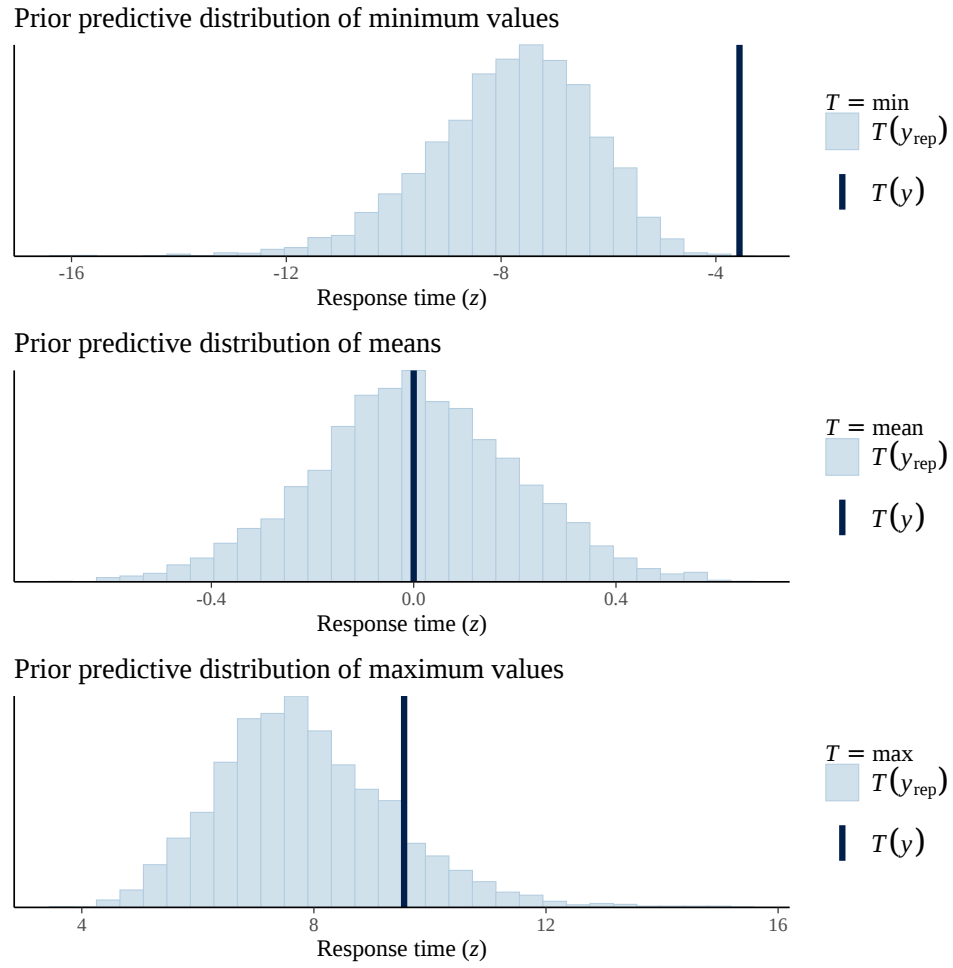 Prior predictive distribution of minimum values
T = min
T(y_rep)
T(y)
-16 -12 -8 -4
Response time (z)
Prior predictive distribution of means
T = mean
T(y_rep)
T(y)
-0.4 0.0 0.4
Response time (z)
Prior predictive distribution of maximum values
T = max
T(y_rep)
T(y)
4 8 12 16
Response time (z)